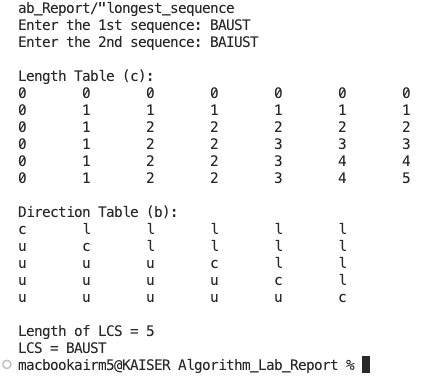 ab_Report/"longest_sequence
Enter the 1st sequence: BAUST
Enter the 2nd sequence: BAIUST
Length Table (c):
0 0 0 0 0 0 0
0 1 1 1 1 1 1
0 1 2 2 2 2 2
0 1 2 2 3 3 3
0 1 2 2 3 4 4
0 1 2 2 3 4 5
Direction Table (b):
c l l l l l
u c l l l l
u u u c l l
u u u u c l
u u u u u c
Length of LCS = 5
LCS = BAUST
macbookairm5@KAISER Algorithm_Lab_Report %